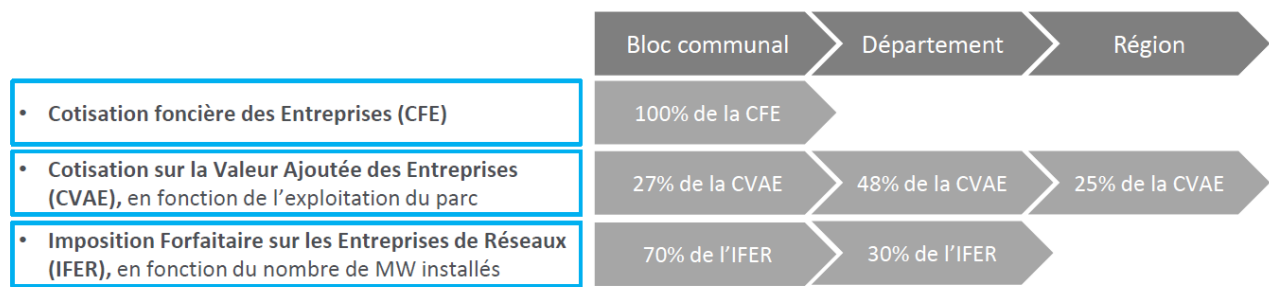 Bloc communal Département Région
• Cotisation foncière des Entreprises (CFE) 100% de la CFE
• Cotisation sur la Valeur Ajoutée des Entreprises
(CVAE), en fonction de l’exploitation du parc
27% de la CVAE 48% de la CVAE 25% de la CVAE
• Imposition Forfaitaire sur les Entreprises de Réseaux
(IFER), en fonction du nombre de MW installés
70% de l’IFER 30% de l’IFER